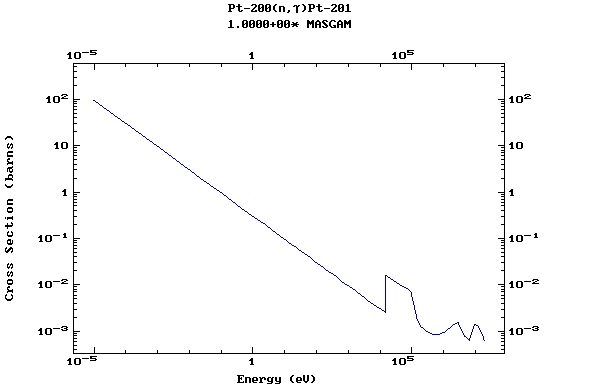 Pt-200(n,γ)Pt-201
1.0000+00* MASGAM
10⁻⁵ 1 10⁵
10² 10²
10 10
1 1
10⁻¹ 10⁻¹
10⁻² 10⁻²
10⁻³ 10⁻³
Cross Section (barns)
10⁻⁵ 1 10⁵
Energy (eV)